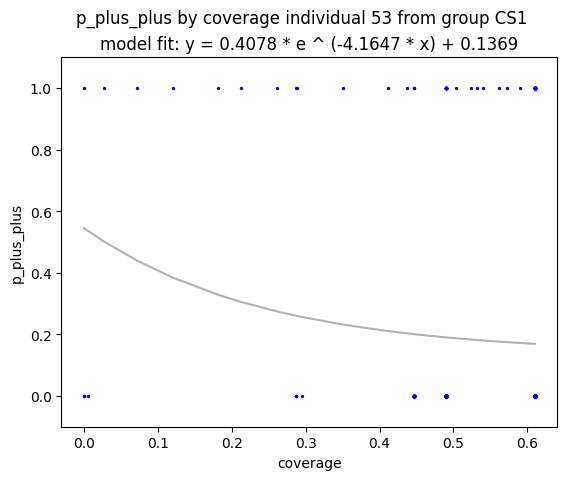 p_plus_plus by coverage individual 53 from group CS1
model fit: y = 0.4078 * e ^ (-4.1647 * x) + 0.1369
1.0
0.8
0.6
0.4
0.2
0.0
p_plus_plus
0.0 0.1 0.2 0.3 0.4 0.5 0.6
coverage